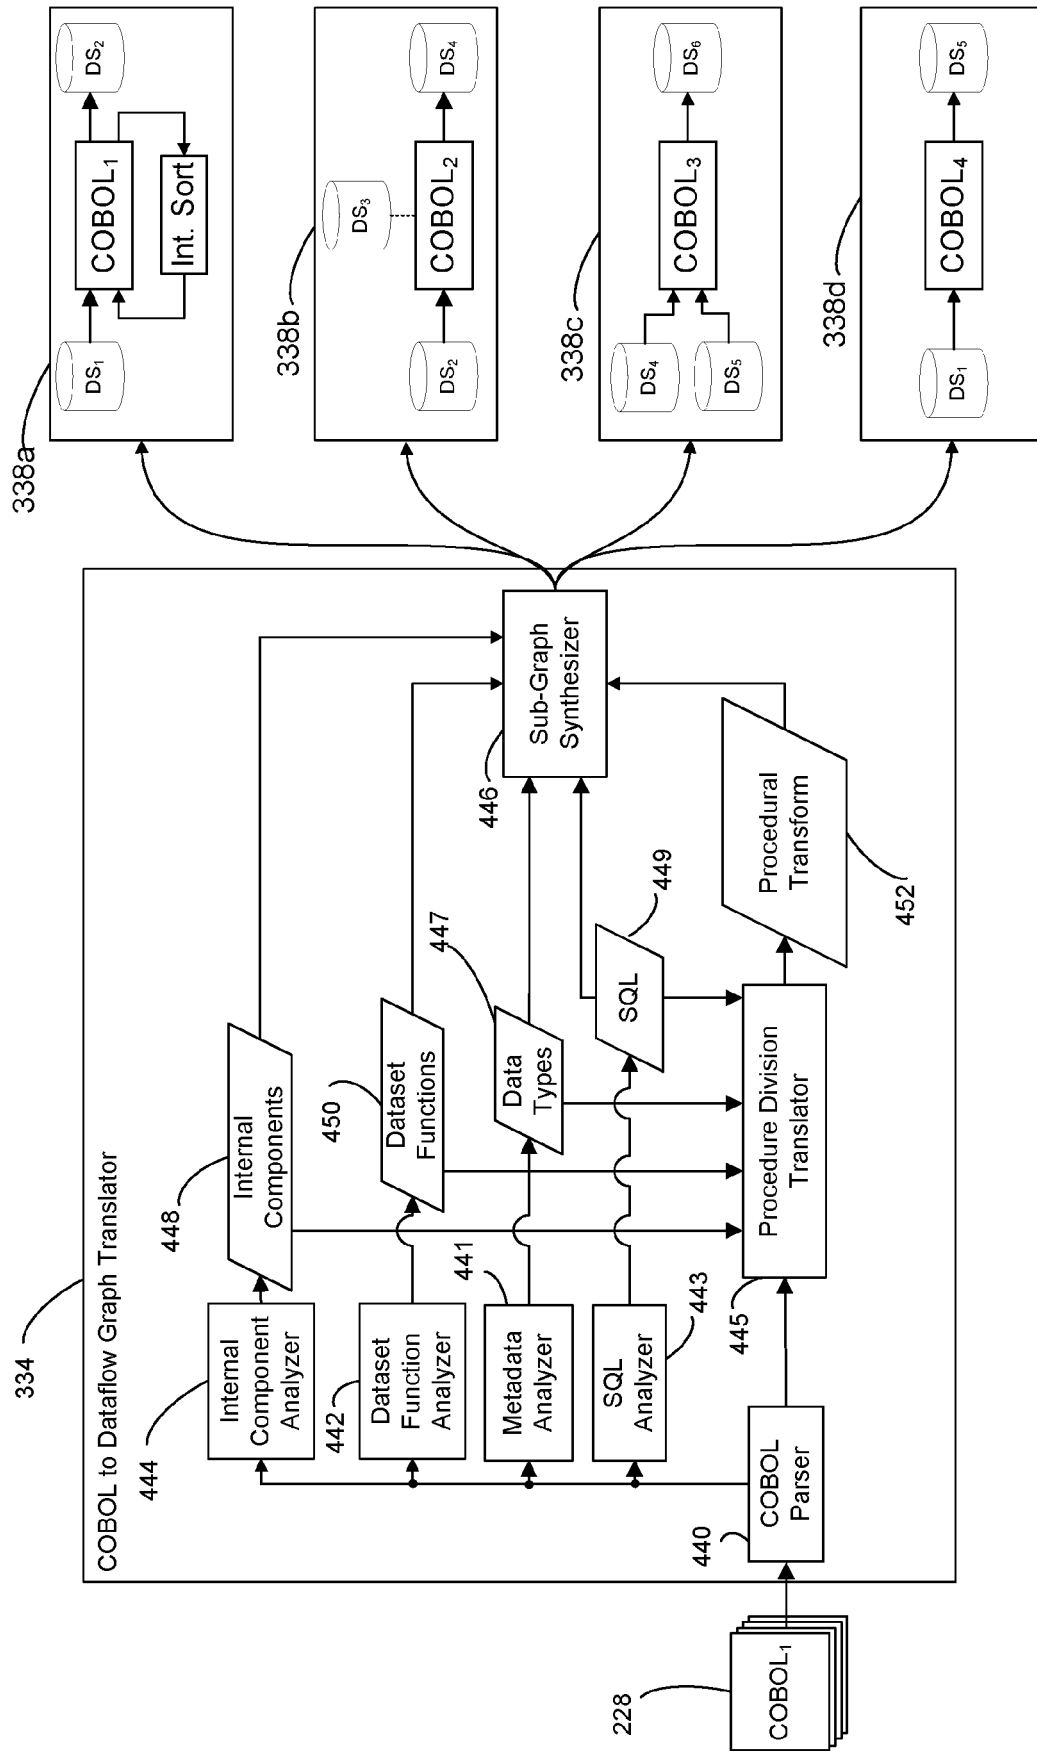 334
COBOL to Dataflow Graph Translator
228
COBOL₁
440
COBOL
Parser
444
Internal
Component
Analyzer
442
Dataset
Function
Analyzer
441
Metadata
Analyzer
443
SQL
Analyzer
445
Procedure Division
Translator
448
Internal
Components
450
Dataset
Functions
447
Data
Types
449
SQL
452
Procedural
Transform
446
Sub-Graph
Synthesizer
338a
DS₁
COBOL₁
Int. Sort
DS₂
338b
DS₂
DS₃
COBOL₂
DS₄
338c
DS₄
DS₅
COBOL₃
DS₆
338d
DS₁
COBOL₄
DS₅